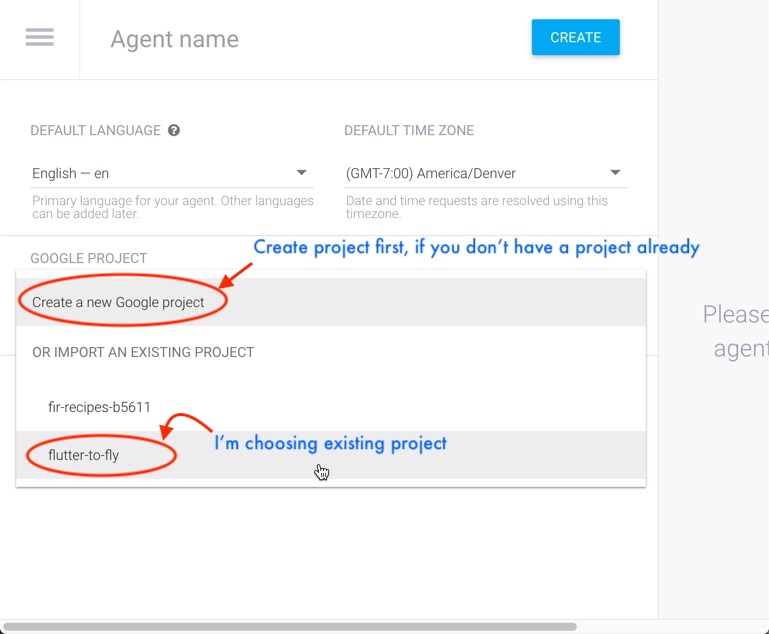 Agent name
CREATE
DEFAULT LANGUAGE ?
DEFAULT TIME ZONE
English — en
(GMT-7:00) America/Denver
Primary language for your agent. Other languages
can be added later.
Date and time requests are resolved using this
timezone.
Create project first, if you don't have a project already
GOOGLE PROJECT
Create a new Google project
Please
agent
OR IMPORT AN EXISTING PROJECT
fir-recipes-b5611
I'm choosing existing project
flutter-to-fly